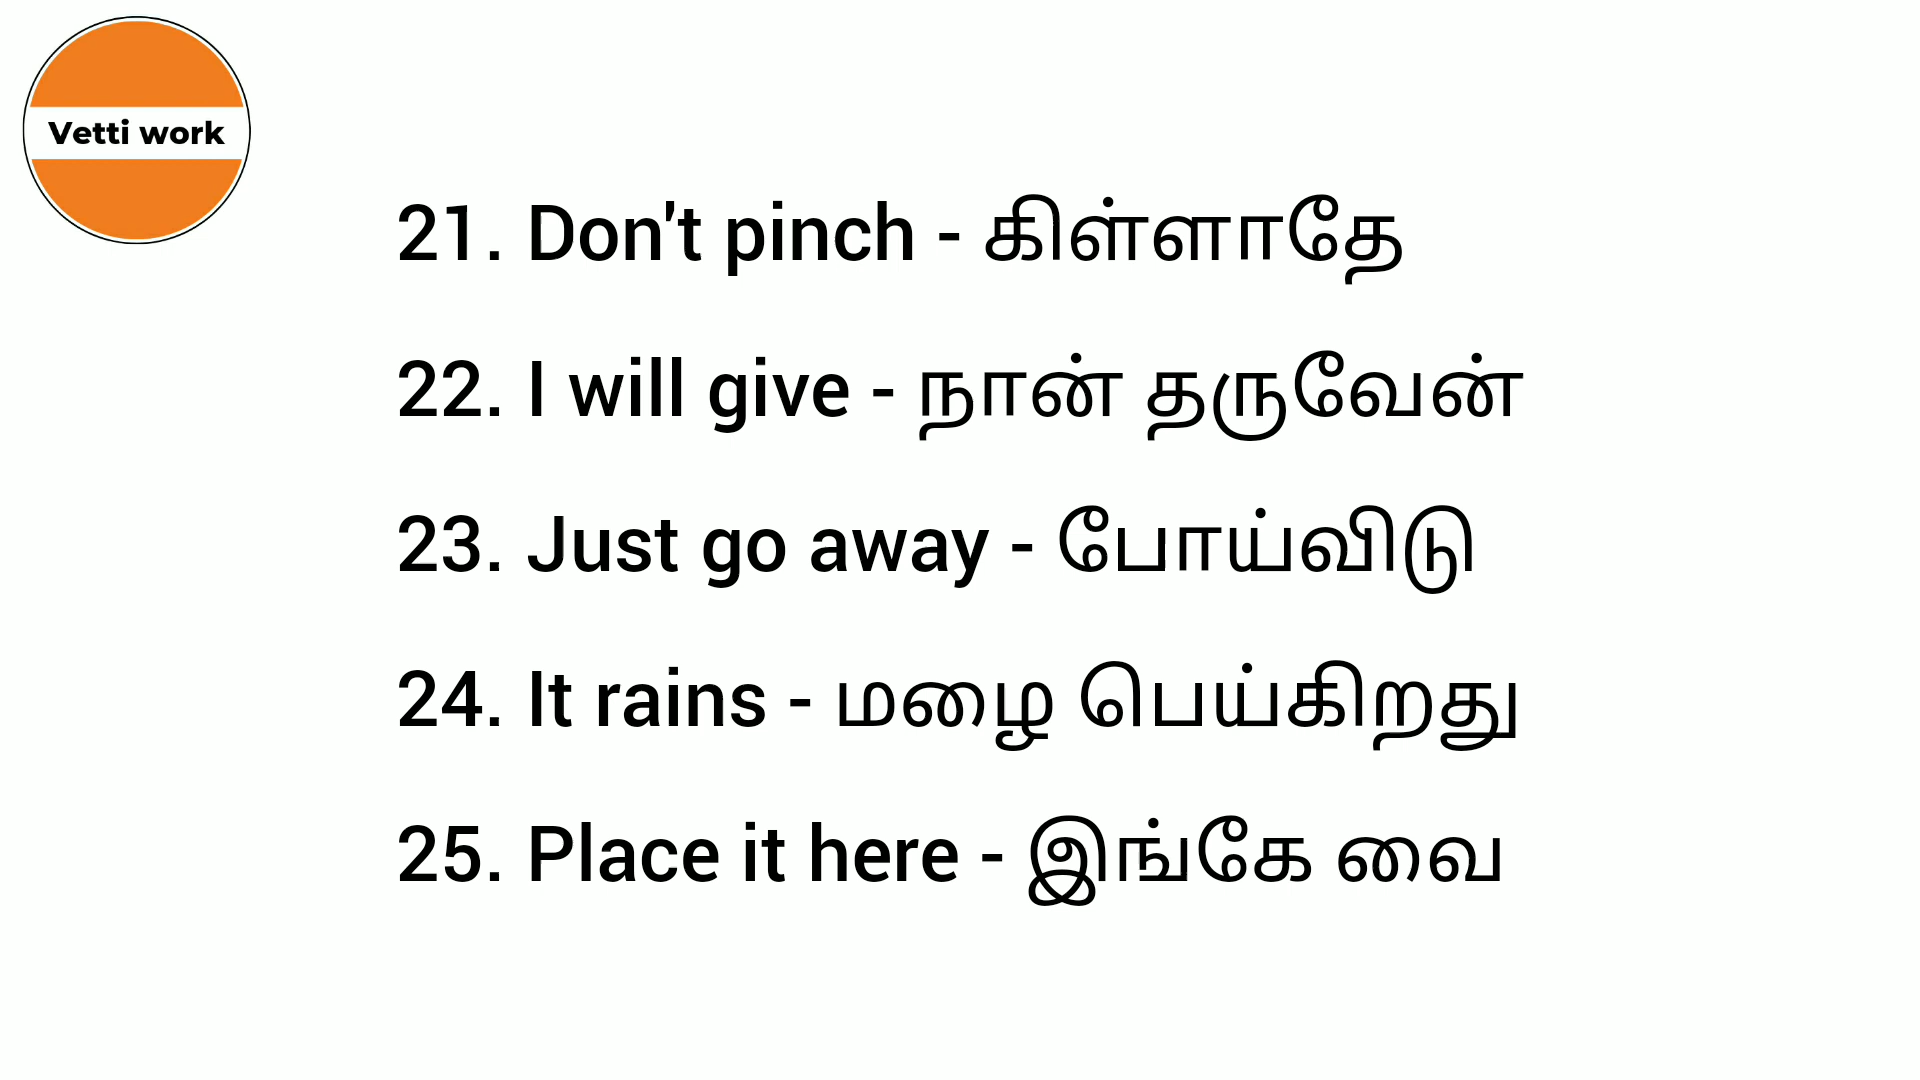 Vetti work
21. Don't pinch - கிள்ளாதே
22. I will give - நான் தருவேன்
23. Just go away - போய்விடு
24. It rains - மழை பெய்கிறது
25. Place it here - இங்கே வை